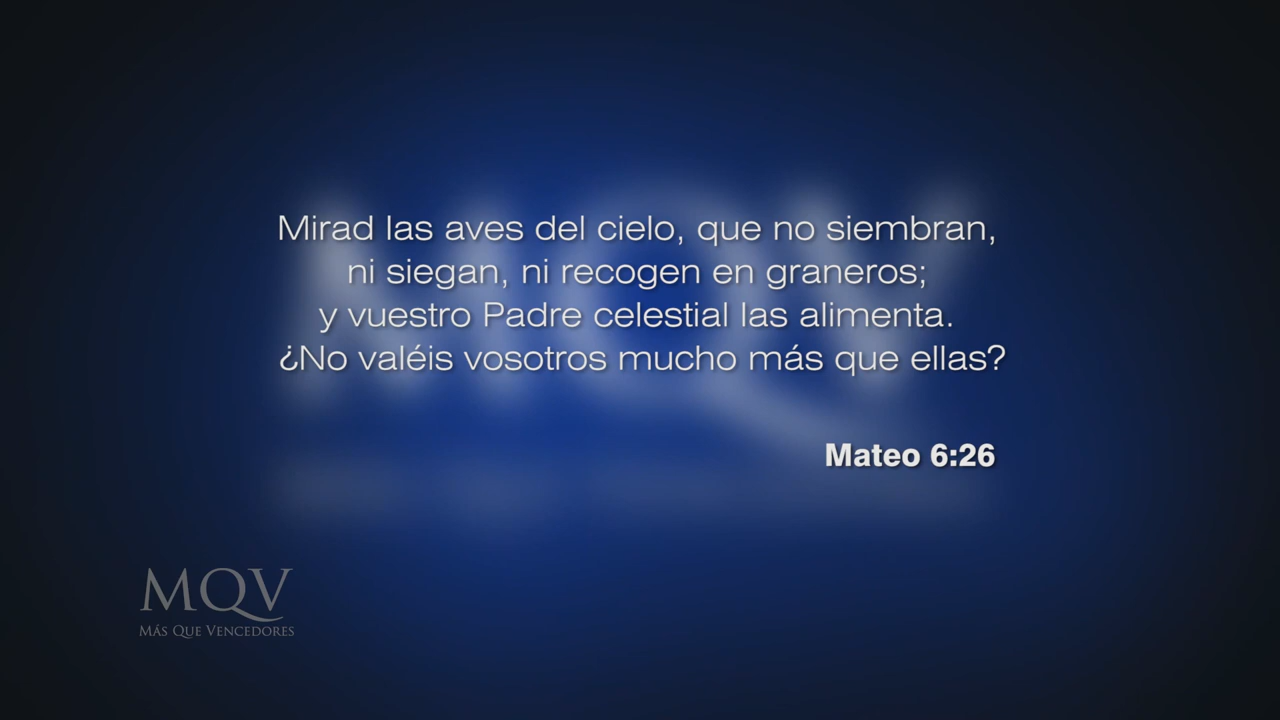 Mirad las aves del cielo, que no siembran,
ni siegan, ni recogen en graneros;
y vuestro Padre celestial las alimenta.
¿No valéis vosotros mucho más que ellas?
Mateo 6:26
MQV
MÁS QUE VENCEDORES